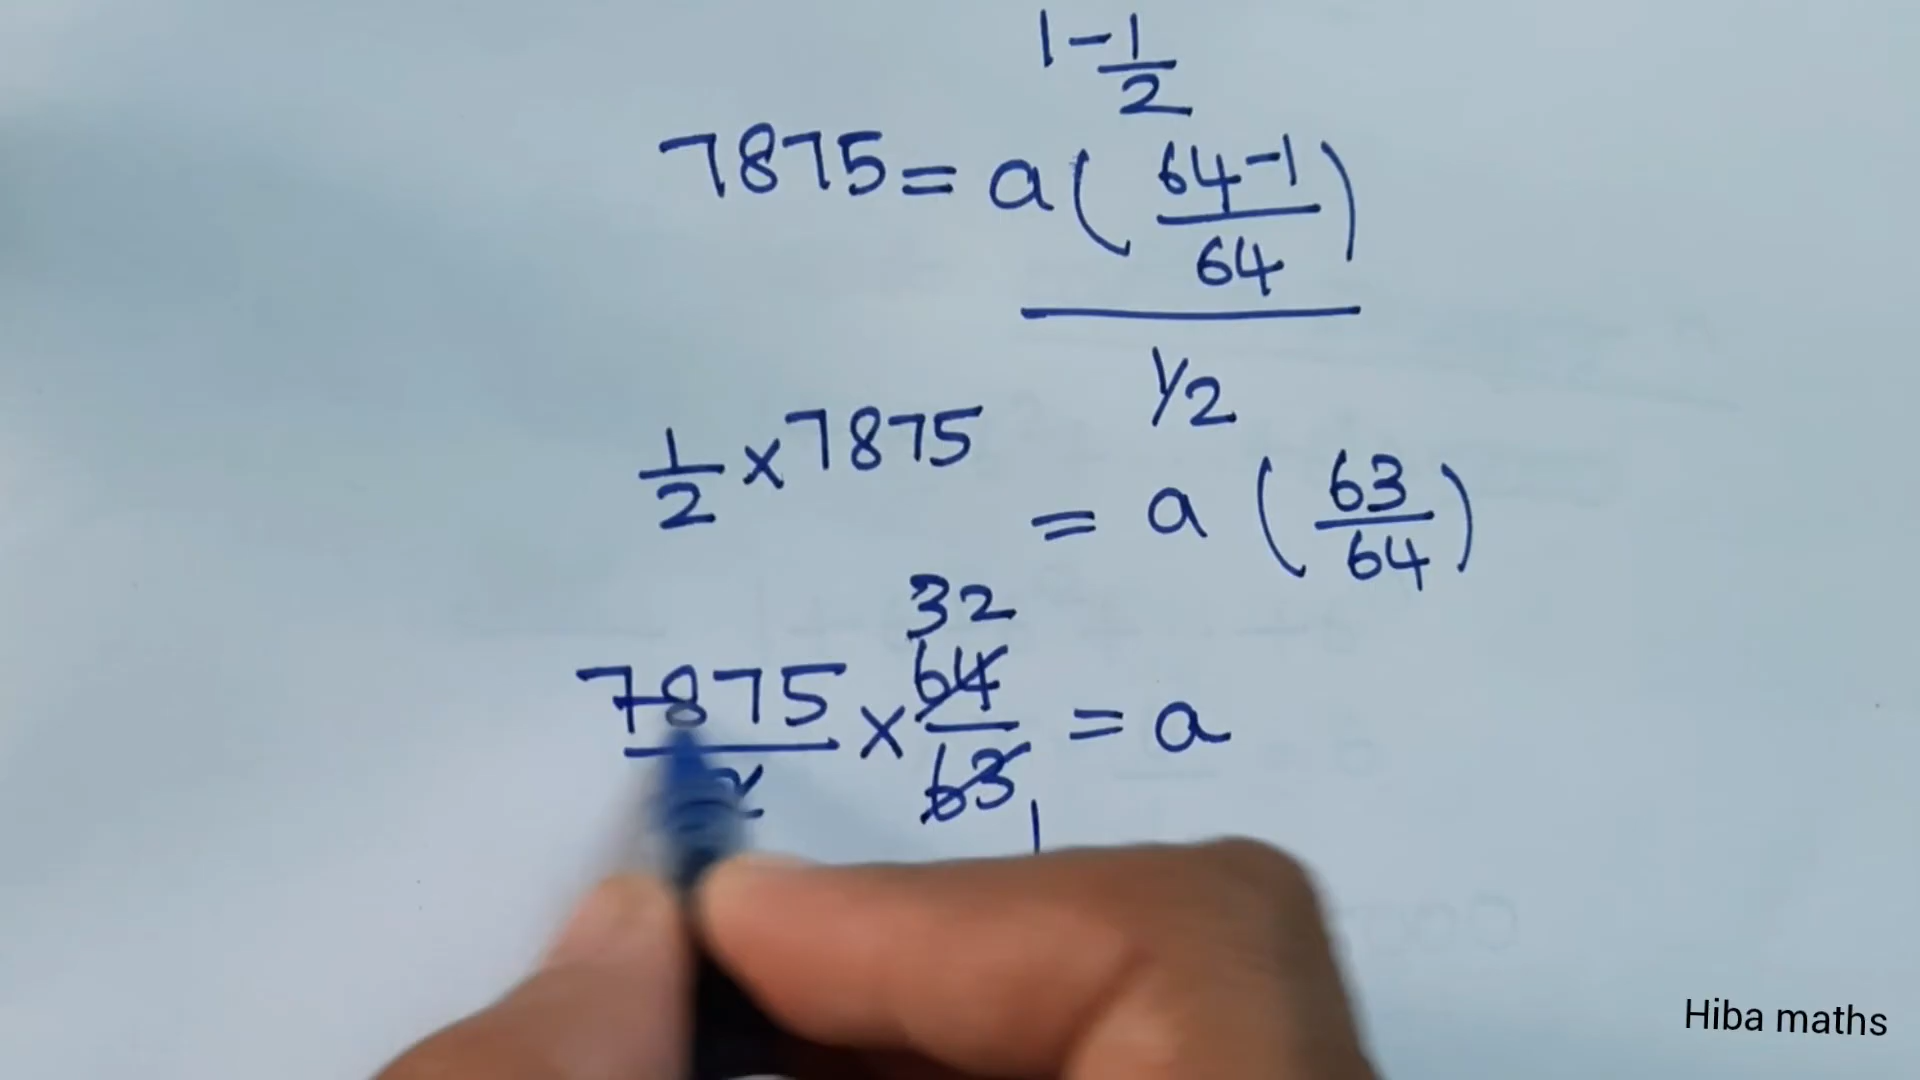 1 - 1/2
7875 = a ( (64-1)/64 )
1/2
1/2 × 7875 = a ( 63/64 )
32
7875/2 × 64/63 = a
1
Hiba maths